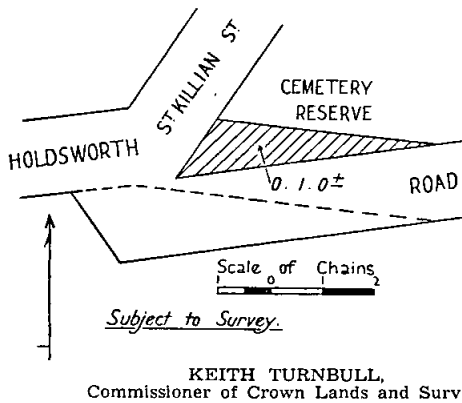 ST KILLIAN ST.
CEMETERY
RESERVE
HOLDSWORTH
0. 1. 0±
ROAD
Scale of Chains
1 0 1 2
Subject to Survey.
KEITH TURNBULL,
Commissioner of Crown Lands and Surv